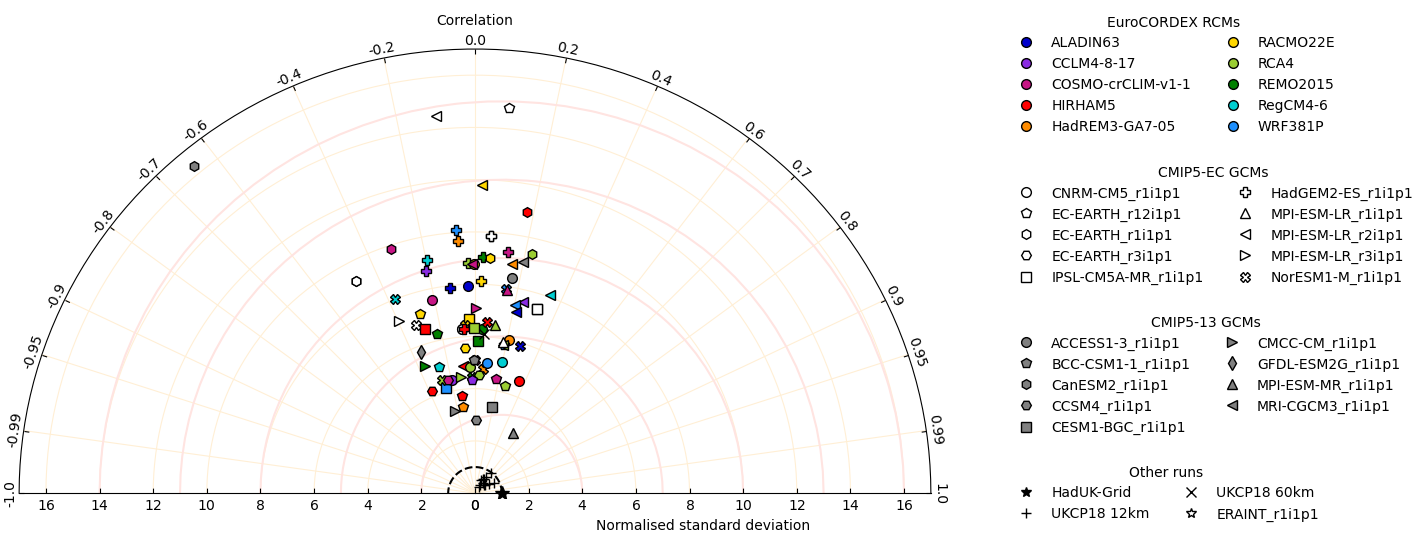 Correlation
0.0
-0.2
0.2
-0.4
0.4
-0.6
0.6
-0.7
0.7
-0.8
0.8
-0.9
0.9
-0.95
0.95
-0.99
0.99
-1.0
1.0
16 14 12 10 8 6 4 2 0 2 4 6 8 10 12 14 16
Normalised standard deviation
EuroCORDEX RCMs
ALADIN63 RACMO22E
CCLM4-8-17 RCA4
COSMO-crCLIM-v1-1 REMO2015
HIRHAM5 RegCM4-6
HadREM3-GA7-05 WRF381P
CMIP5-EC GCMs
CNRM-CM5_r1i1p1 HadGEM2-ES_r1i1p1
EC-EARTH_r12i1p1 MPI-ESM-LR_r1i1p1
EC-EARTH_r1i1p1 MPI-ESM-LR_r2i1p1
EC-EARTH_r3i1p1 MPI-ESM-LR_r3i1p1
IPSL-CM5A-MR_r1i1p1 NorESM1-M_r1i1p1
CMIP5-13 GCMs
ACCESS1-3_r1i1p1 CMCC-CM_r1i1p1
BCC-CSM1-1_r1i1p1 GFDL-ESM2G_r1i1p1
CanESM2_r1i1p1 MPI-ESM-MR_r1i1p1
CCSM4_r1i1p1 MRI-CGCM3_r1i1p1
CESM1-BGC_r1i1p1
Other runs
HadUK-Grid UKCP18 60km
UKCP18 12km ERAINT_r1i1p1